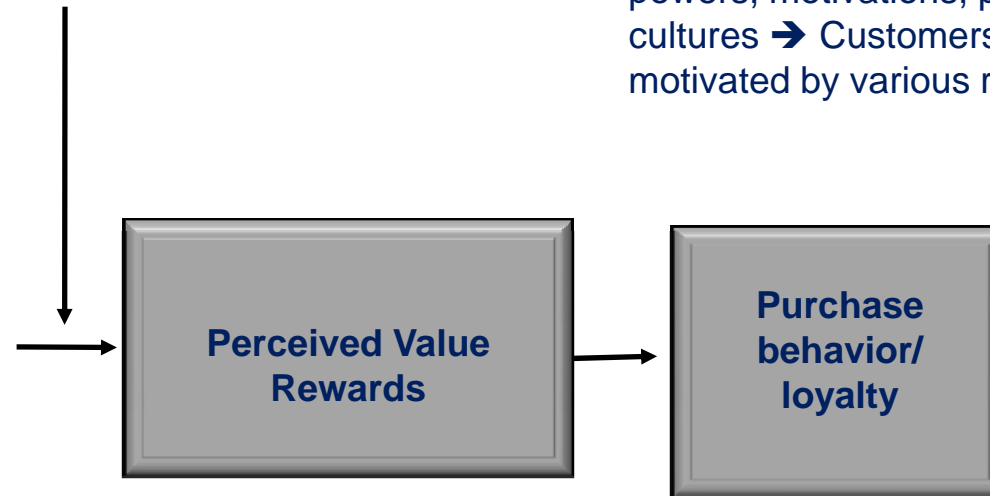 powers, motivations,
cultures ➔ Customers
motivated by various
Perceived Value
Rewards
Purchase
behavior/
loyalty